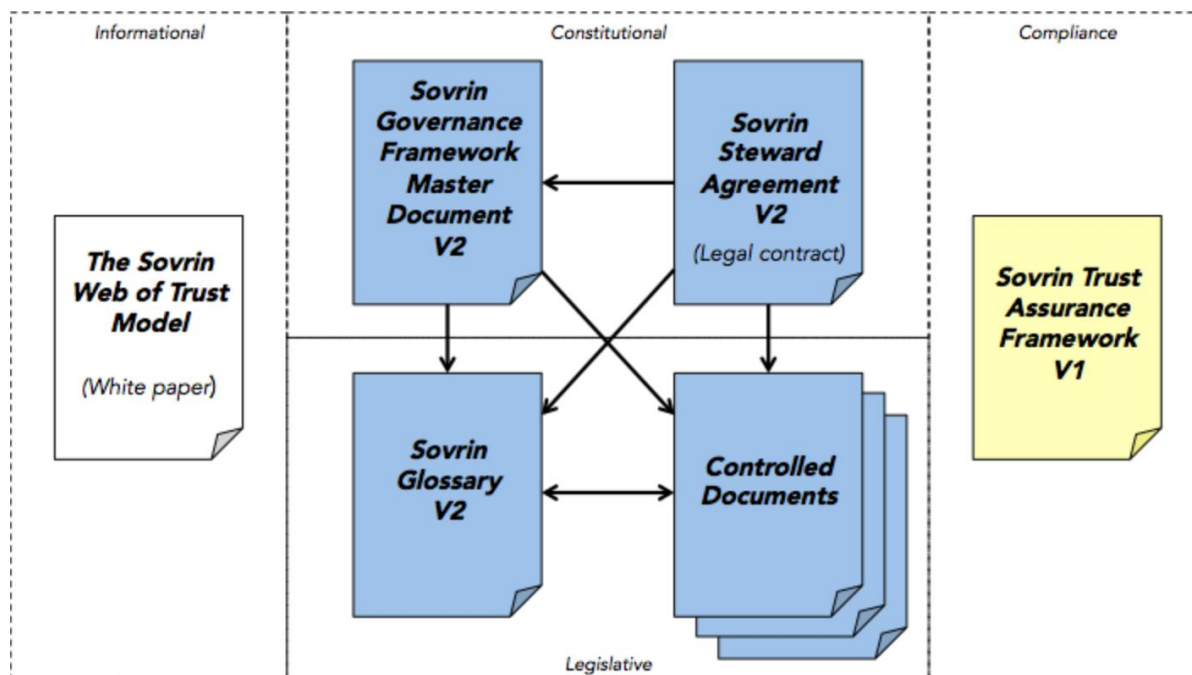 Informational
Constitutional
Compliance
Sovrin
Governance
Framework
Master
Document
V2
Sovrin
Steward
Agreement
V2
(Legal contract)
The Sovrin
Web of Trust
Model
(White paper)
Sovrin Trust
Assurance
Framework
V1
Sovrin
Glossary
V2
Controlled
Documents
Legislative